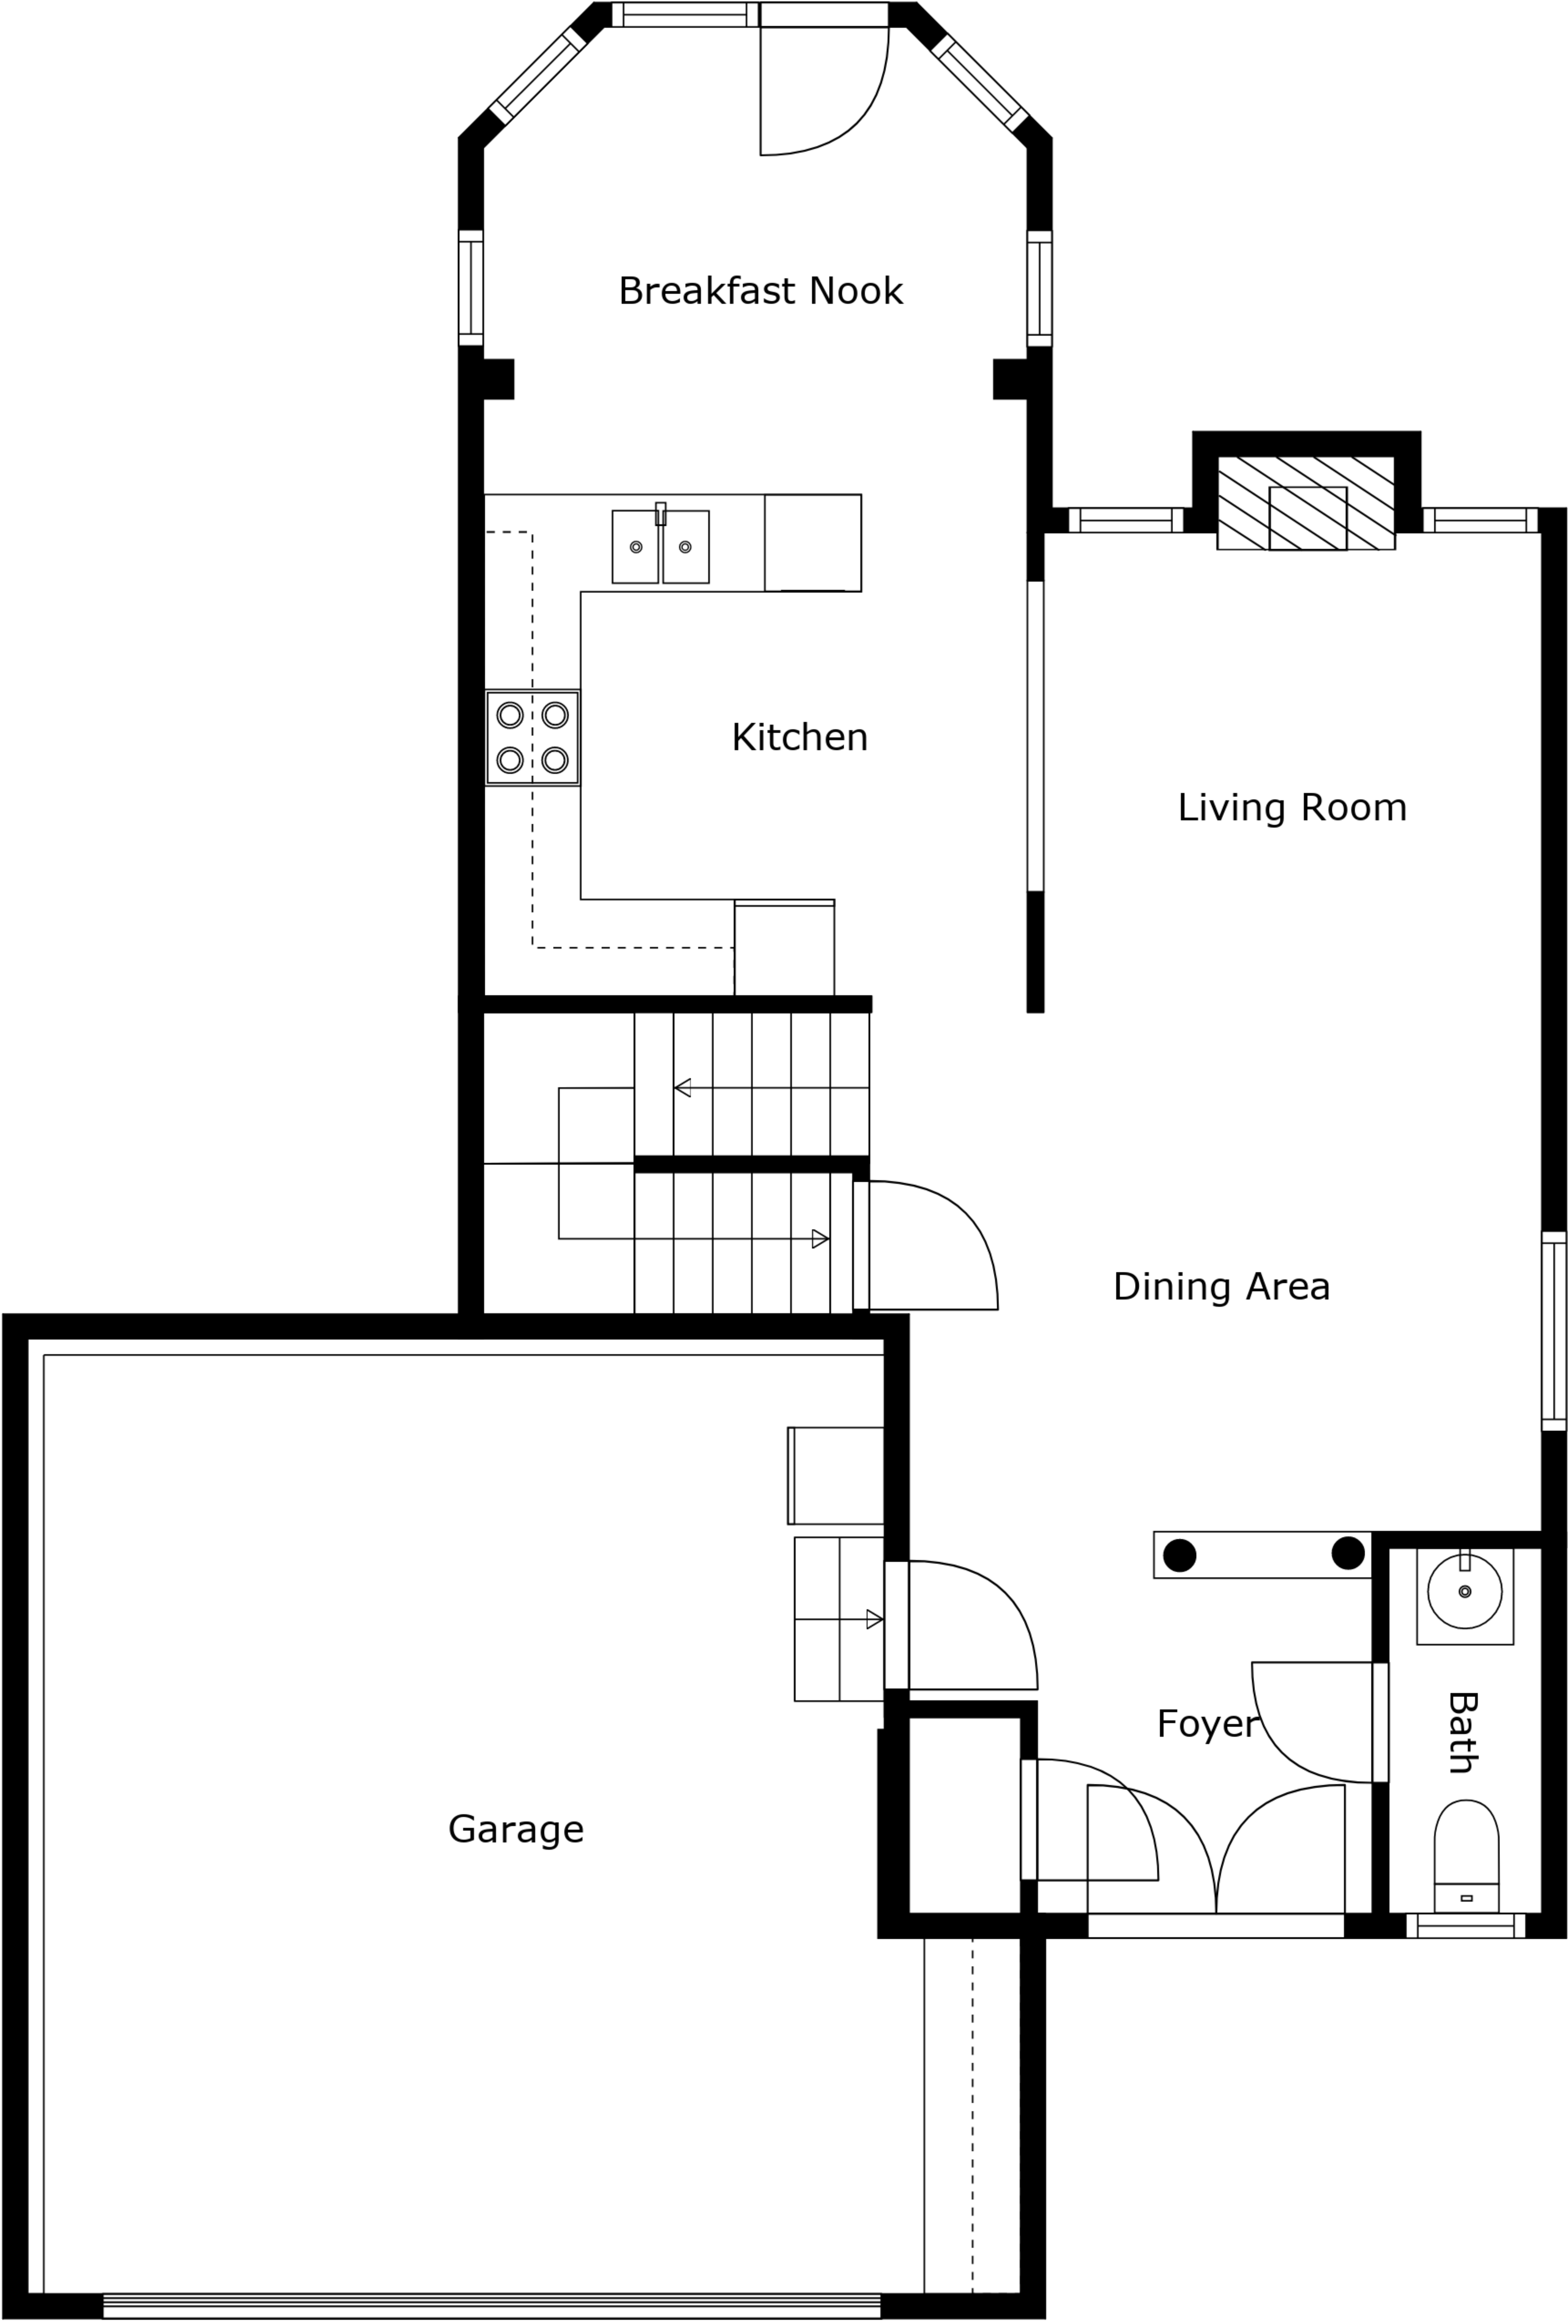 Breakfast Nook
Kitchen
Living Room
Dining Area
Foyer
Bath
Garage